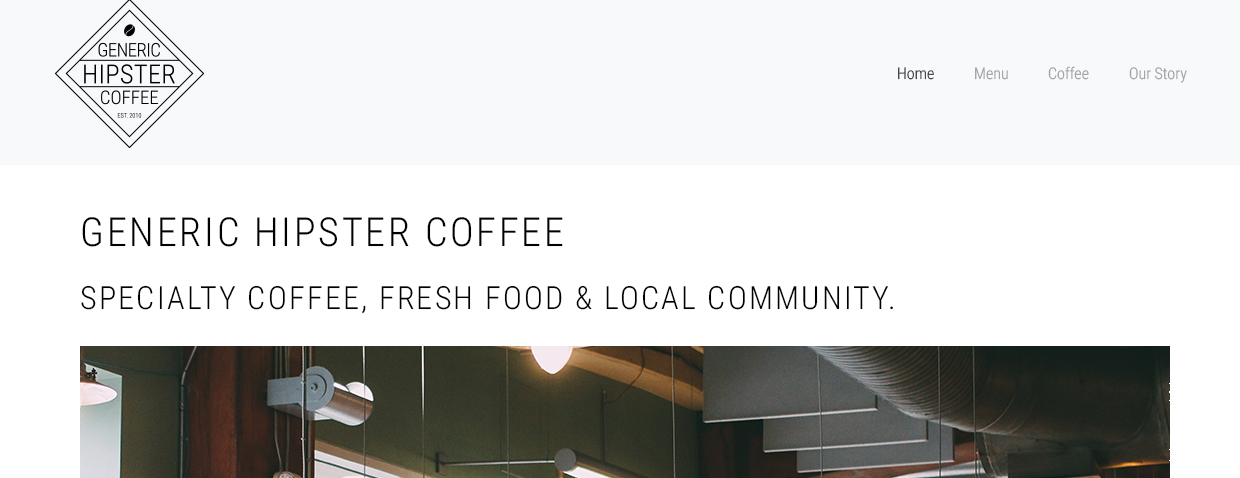 GENERIC
HIPSTER
COFFEE
EST. 2010
Home Menu Coffee Our Story
GENERIC HIPSTER COFFEE
SPECIALTY COFFEE, FRESH FOOD & LOCAL COMMUNITY.